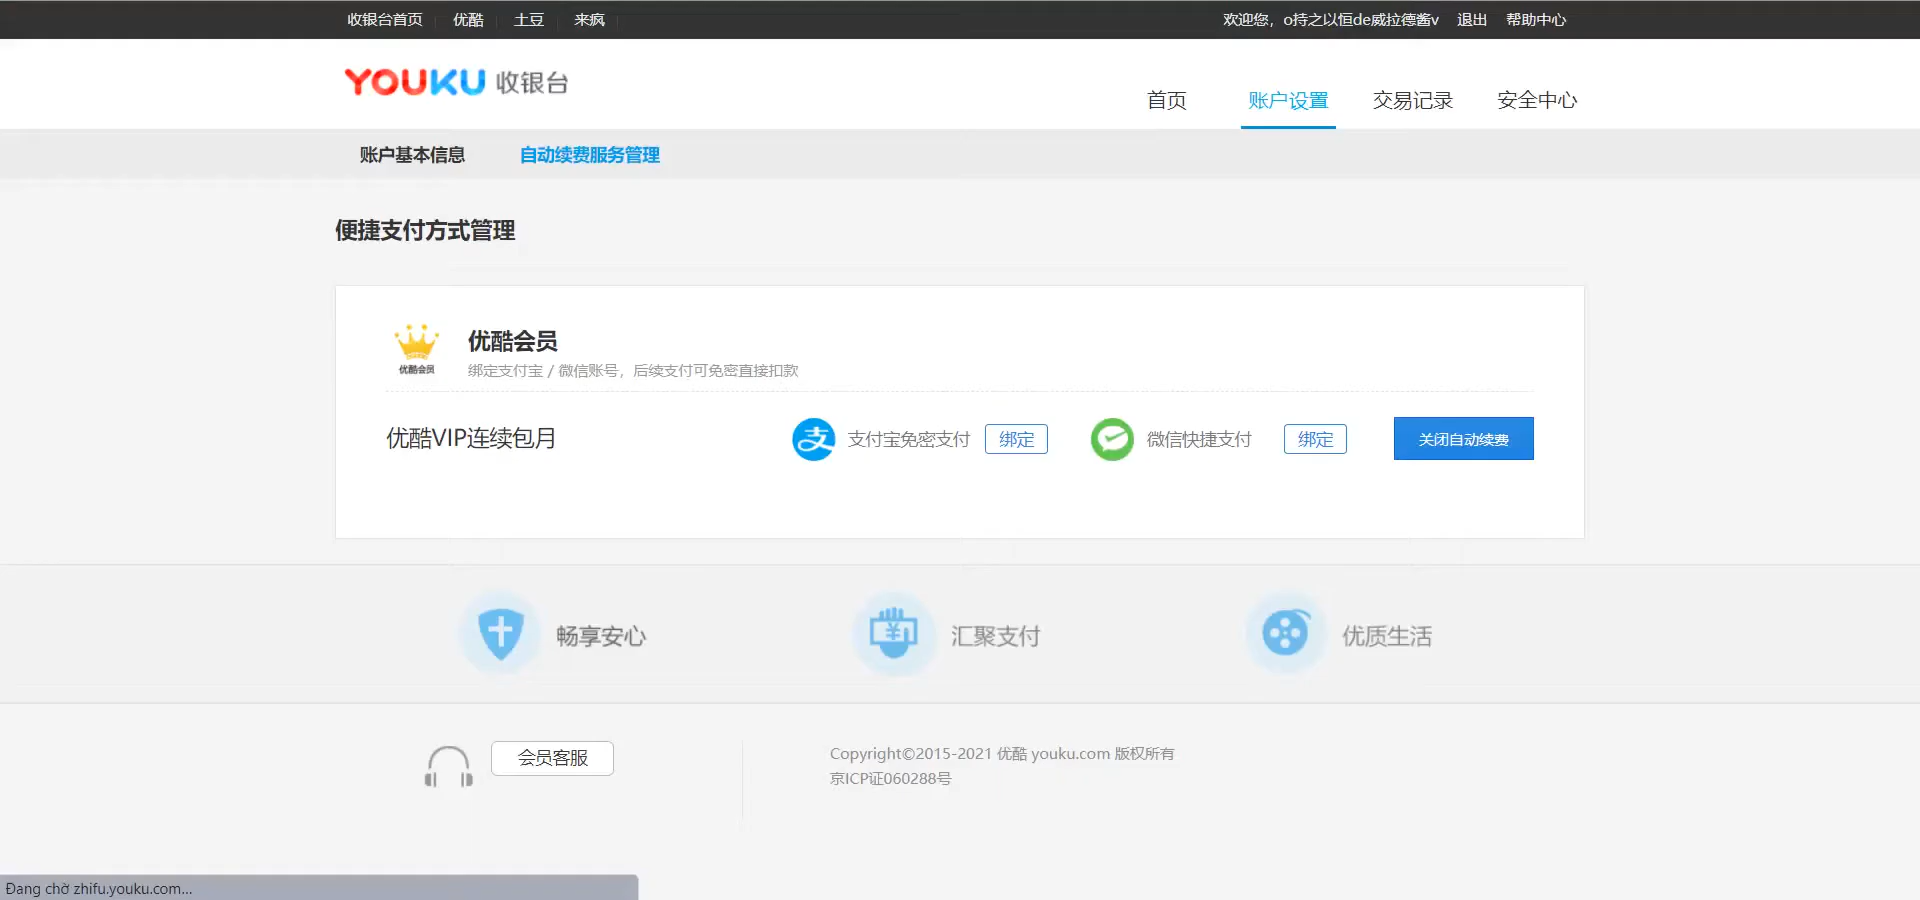 收银台首页 优酷 土豆 来疯 欢迎您，o持之以恒de威拉德酱v 退出 帮助中心
YOUKU 收银台
首页 账户设置 交易记录 安全中心
账户基本信息 自动续费服务管理
便捷支付方式管理
优酷会员
优酷会员
绑定支付宝 / 微信账号，后续支付可免密直接扣款
优酷VIP连续包月 支付宝免密支付 绑定 微信快捷支付 绑定 关闭自动续费
畅享安心 汇聚支付 优质生活
会员客服
Copyright©2015-2021 优酷 youku.com 版权所有
京ICP证060288号
Đang chờ zhifu.youku.com...